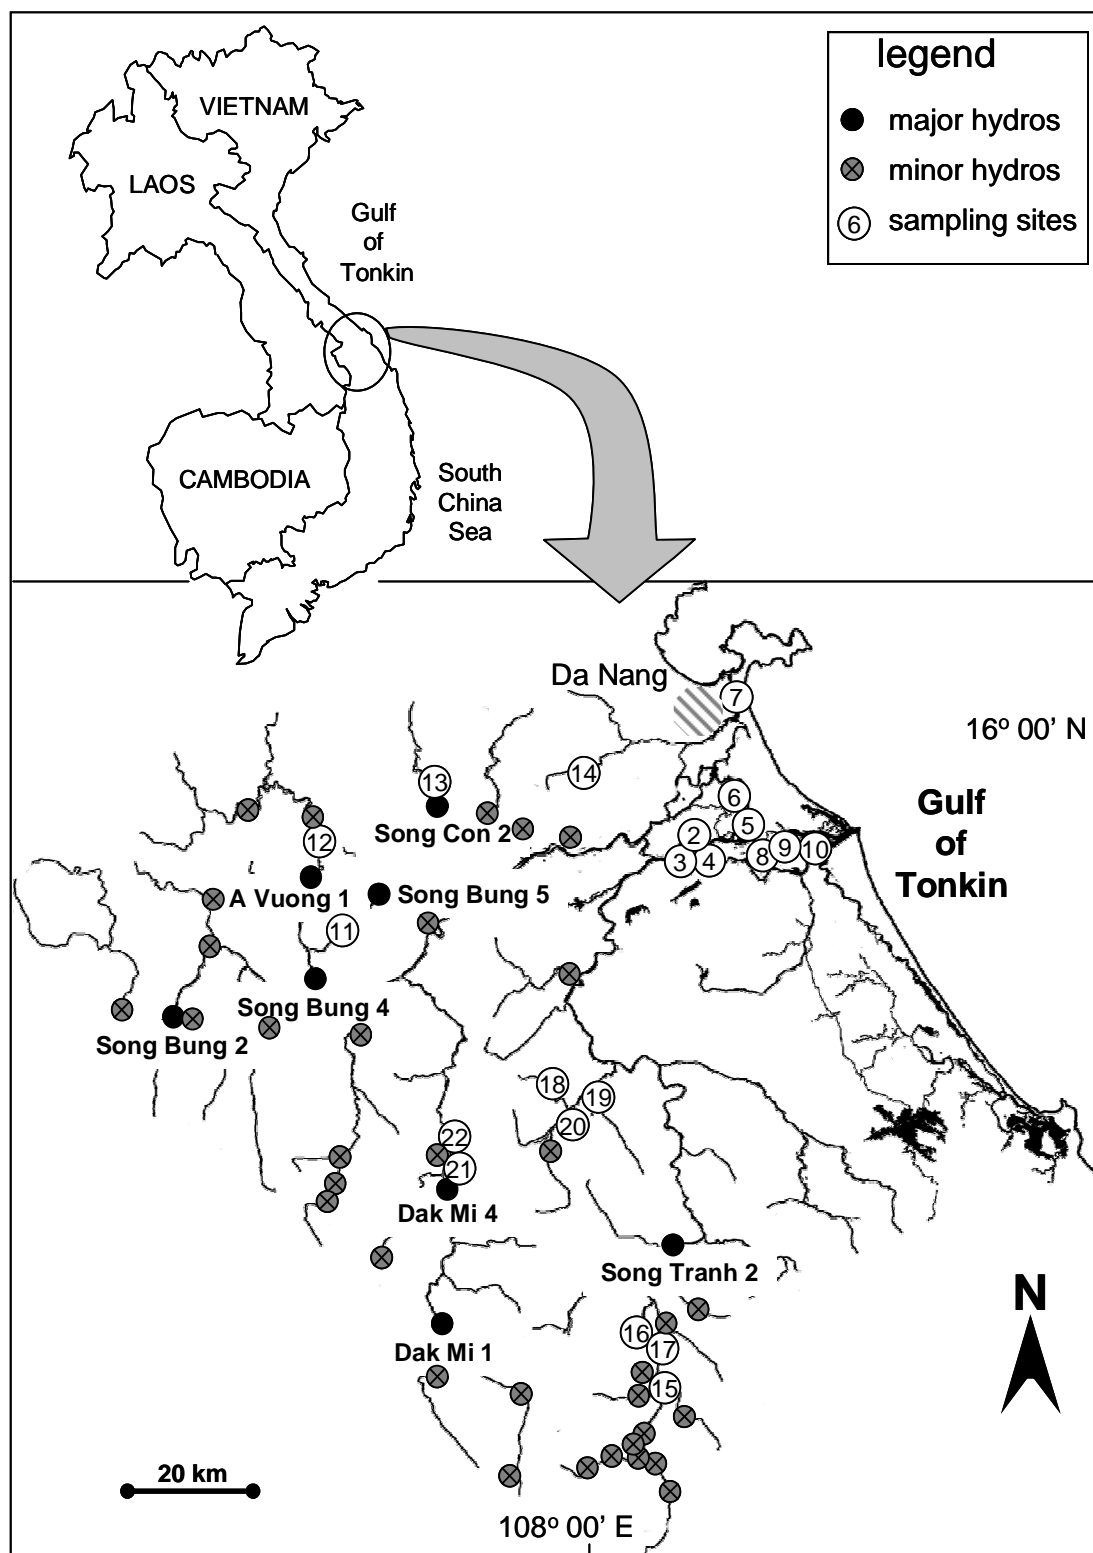 legend
major hydros
minor hydros
6 sampling sites
VIETNAM
LAOS
Gulf
of
Tonkin
CAMBODIA
South
China
Sea
Da Nang
7
16º 00' N
13
14
6
Gulf
of
Tonkin
5
2
Song Con 2
12
3
4
8
9
10
A Vuong 1
Song Bung 5
11
Song Bung 4
Song Bung 2
18
19
20
22
21
Dak Mi 4
Song Tranh 2
N
16
17
Dak Mi 1
15
20 km
108º 00' E